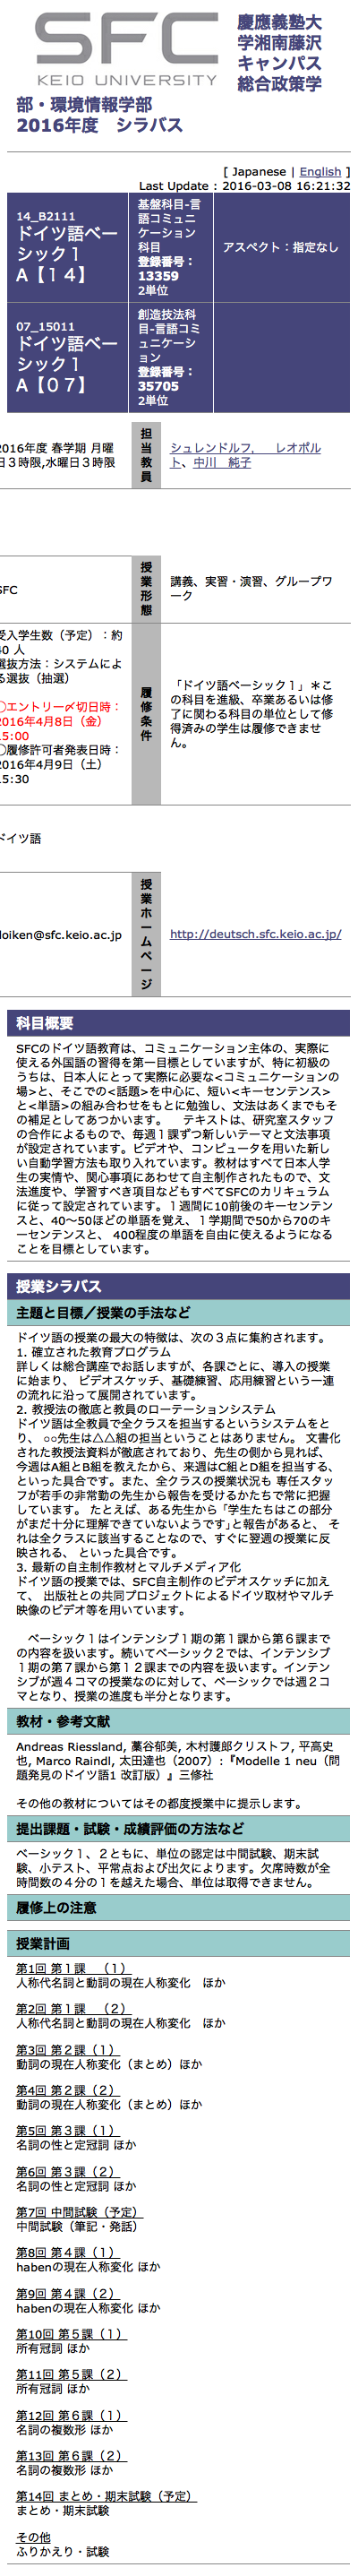 SFC
KEIO UNIVERSITY
慶應義塾大
学湘南藤沢
キャンパス
総合政策学
部・環境情報学部
2016年度　シラバス
[ Japanese | English ]
Last Update : 2016-03-08 16:21:32
14_B2111
ドイツ語ベー
シック１
A【１４】
基盤科目-言
語コミュニ
ケーション
科目
登録番号：
13359
2単位
アスペクト：指定なし
07_15011
ドイツ語ベー
シック１
A【０７】
創造技法科
目-言語コミ
ュニケーシ
ョン
登録番号：
35705
2単位
2016年度 春学期 月曜
日３時限,水曜日３時限
担
当
教
員
シュレンドルフ,　　レオポル
ト、中川　純子
SFC
授
業
形
態
講義、実習・演習、グループワ
ーク
受入学生数（予定）：約
40 人
選抜方法：システムによ
る選抜（抽選）
◯エントリー〆切日時：
2016年4月8日（金）
15:00
◯履修許可者発表日時：
2016年4月9日（土）
15:30
履
修
条
件
「ドイツ語ベーシック１」＊こ
の科目を進級、卒業あるいは修
了に関わる科目の単位として修
得済みの学生は履修できませ
ん。
ドイツ語
doiken@sfc.keio.ac.jp
授
業
ホ
ー
ム
ペ
ー
ジ
http://deutsch.sfc.keio.ac.jp/
科目概要
SFCのドイツ語教育は、コミュニケーション主体の、実際に
使える外国語の習得を第一目標としていますが、特に初級の
うちは、日本人にとって実際に必要な<コミュニケーションの
場>と、そこでの<話題>を中心に、短い<キーセンテンス>
と<単語>の組み合わせをもとに勉強し、文法はあくまでもそ
の補足としてあつかいます。　 テキストは、研究室スタッフ
の合作によるもので、毎週１課ずつ新しいテーマと文法事項
が設定されています。ビデオや、コンピュータを用いた新し
い自動学習方法も取り入れています。教材はすべて日本人学
生の実情や、関心事項にあわせて自主制作されたもので、文
法進度や、学習すべき項目などもすべてSFCのカリキュラム
に従って設定されています。１週間に10前後のキーセンテン
スと、40〜50ほどの単語を覚え、１学期間で50から70のキ
ーセンテンスと、 400程度の単語を自由に使えるようになる
ことを目標としています。
授業シラバス
主題と目標／授業の手法など
ドイツ語の授業の最大の特徴は、次の３点に集約されます。
1. 確立された教育プログラム
詳しくは総合講座でお話しますが、各課ごとに、導入の授業
に始まり、 ビデオスケッチ、基礎練習、応用練習という一連
の流れに沿って展開されています。
2. 教授法の徹底と教員のローテーションシステム
ドイツ語は全教員で全クラスを担当するというシステムをと
り、 ○○先生は△△組の担当ということはありません。 文書化
された教授法資料が徹底されており、先生の側から見れば、
今週はA組とB組を教えたから、来週はC組とD組を担当する、
といった具合です。また、全クラスの授業状況も 専任スタッ
フが若手の非常勤の先生から報告を受けるかたちで常に把握
しています。 たとえば、ある先生から「学生たちはこの部分
がまだ十分に理解できていないようです」と報告があると、 そ
れは全クラスに該当することなので、すぐに翌週の授業に反
映される、 といった具合です。
3. 最新の自主制作教材とマルチメディア化
ドイツ語の授業では、SFC自主制作のビデオスケッチに加え
て、 出版社との共同プロジェクトによるドイツ取材やマルチ
映像のビデオ等を用いています。
　ベーシック１はインテンシブ１期の第１課から第６課まで
の内容を扱います。続いてベーシック２では、インテンシブ
１期の第７課から第１２課までの内容を扱います。インテン
シブが週４コマの授業なのに対して、ベーシックでは週２コ
マとなり、授業の進度も半分となります。
教材・参考文献
Andreas Riessland, 藁谷郁美, 木村護郎クリストフ, 平高史
也, Marco Raindl, 太田達也（2007）:『Modelle 1 neu（問
題発見のドイツ語1 改訂版）』三修社
その他の教材についてはその都度授業中に提示します。
提出課題・試験・成績評価の方法など
ベーシック１、２ともに、単位の認定は中間試験、期末試
験、小テスト、平常点および出欠によります。欠席時数が全
時間数の４分の１を越えた場合、単位は取得できません。
履修上の注意
授業計画
第1回 第１課　（１）
人称代名詞と動詞の現在人称変化　ほか
第2回 第１課　（２）
人称代名詞と動詞の現在人称変化　ほか
第3回 第２課（１）
動詞の現在人称変化（まとめ）ほか
第4回 第２課（２）
動詞の現在人称変化（まとめ）ほか
第5回 第３課（１）
名詞の性と定冠詞 ほか
第6回 第３課（２）
名詞の性と定冠詞 ほか
第7回 中間試験（予定）
中間試験（筆記・発話）
第8回 第４課（１）
habenの現在人称変化 ほか
第9回 第４課（２）
habenの現在人称変化 ほか
第10回 第５課（１）
所有冠詞 ほか
第11回 第５課（２）
所有冠詞 ほか
第12回 第６課（１）
名詞の複数形 ほか
第13回 第６課（２）
名詞の複数形 ほか
第14回 まとめ・期末試験（予定）
まとめ・期末試験
その他
ふりかえり・試験